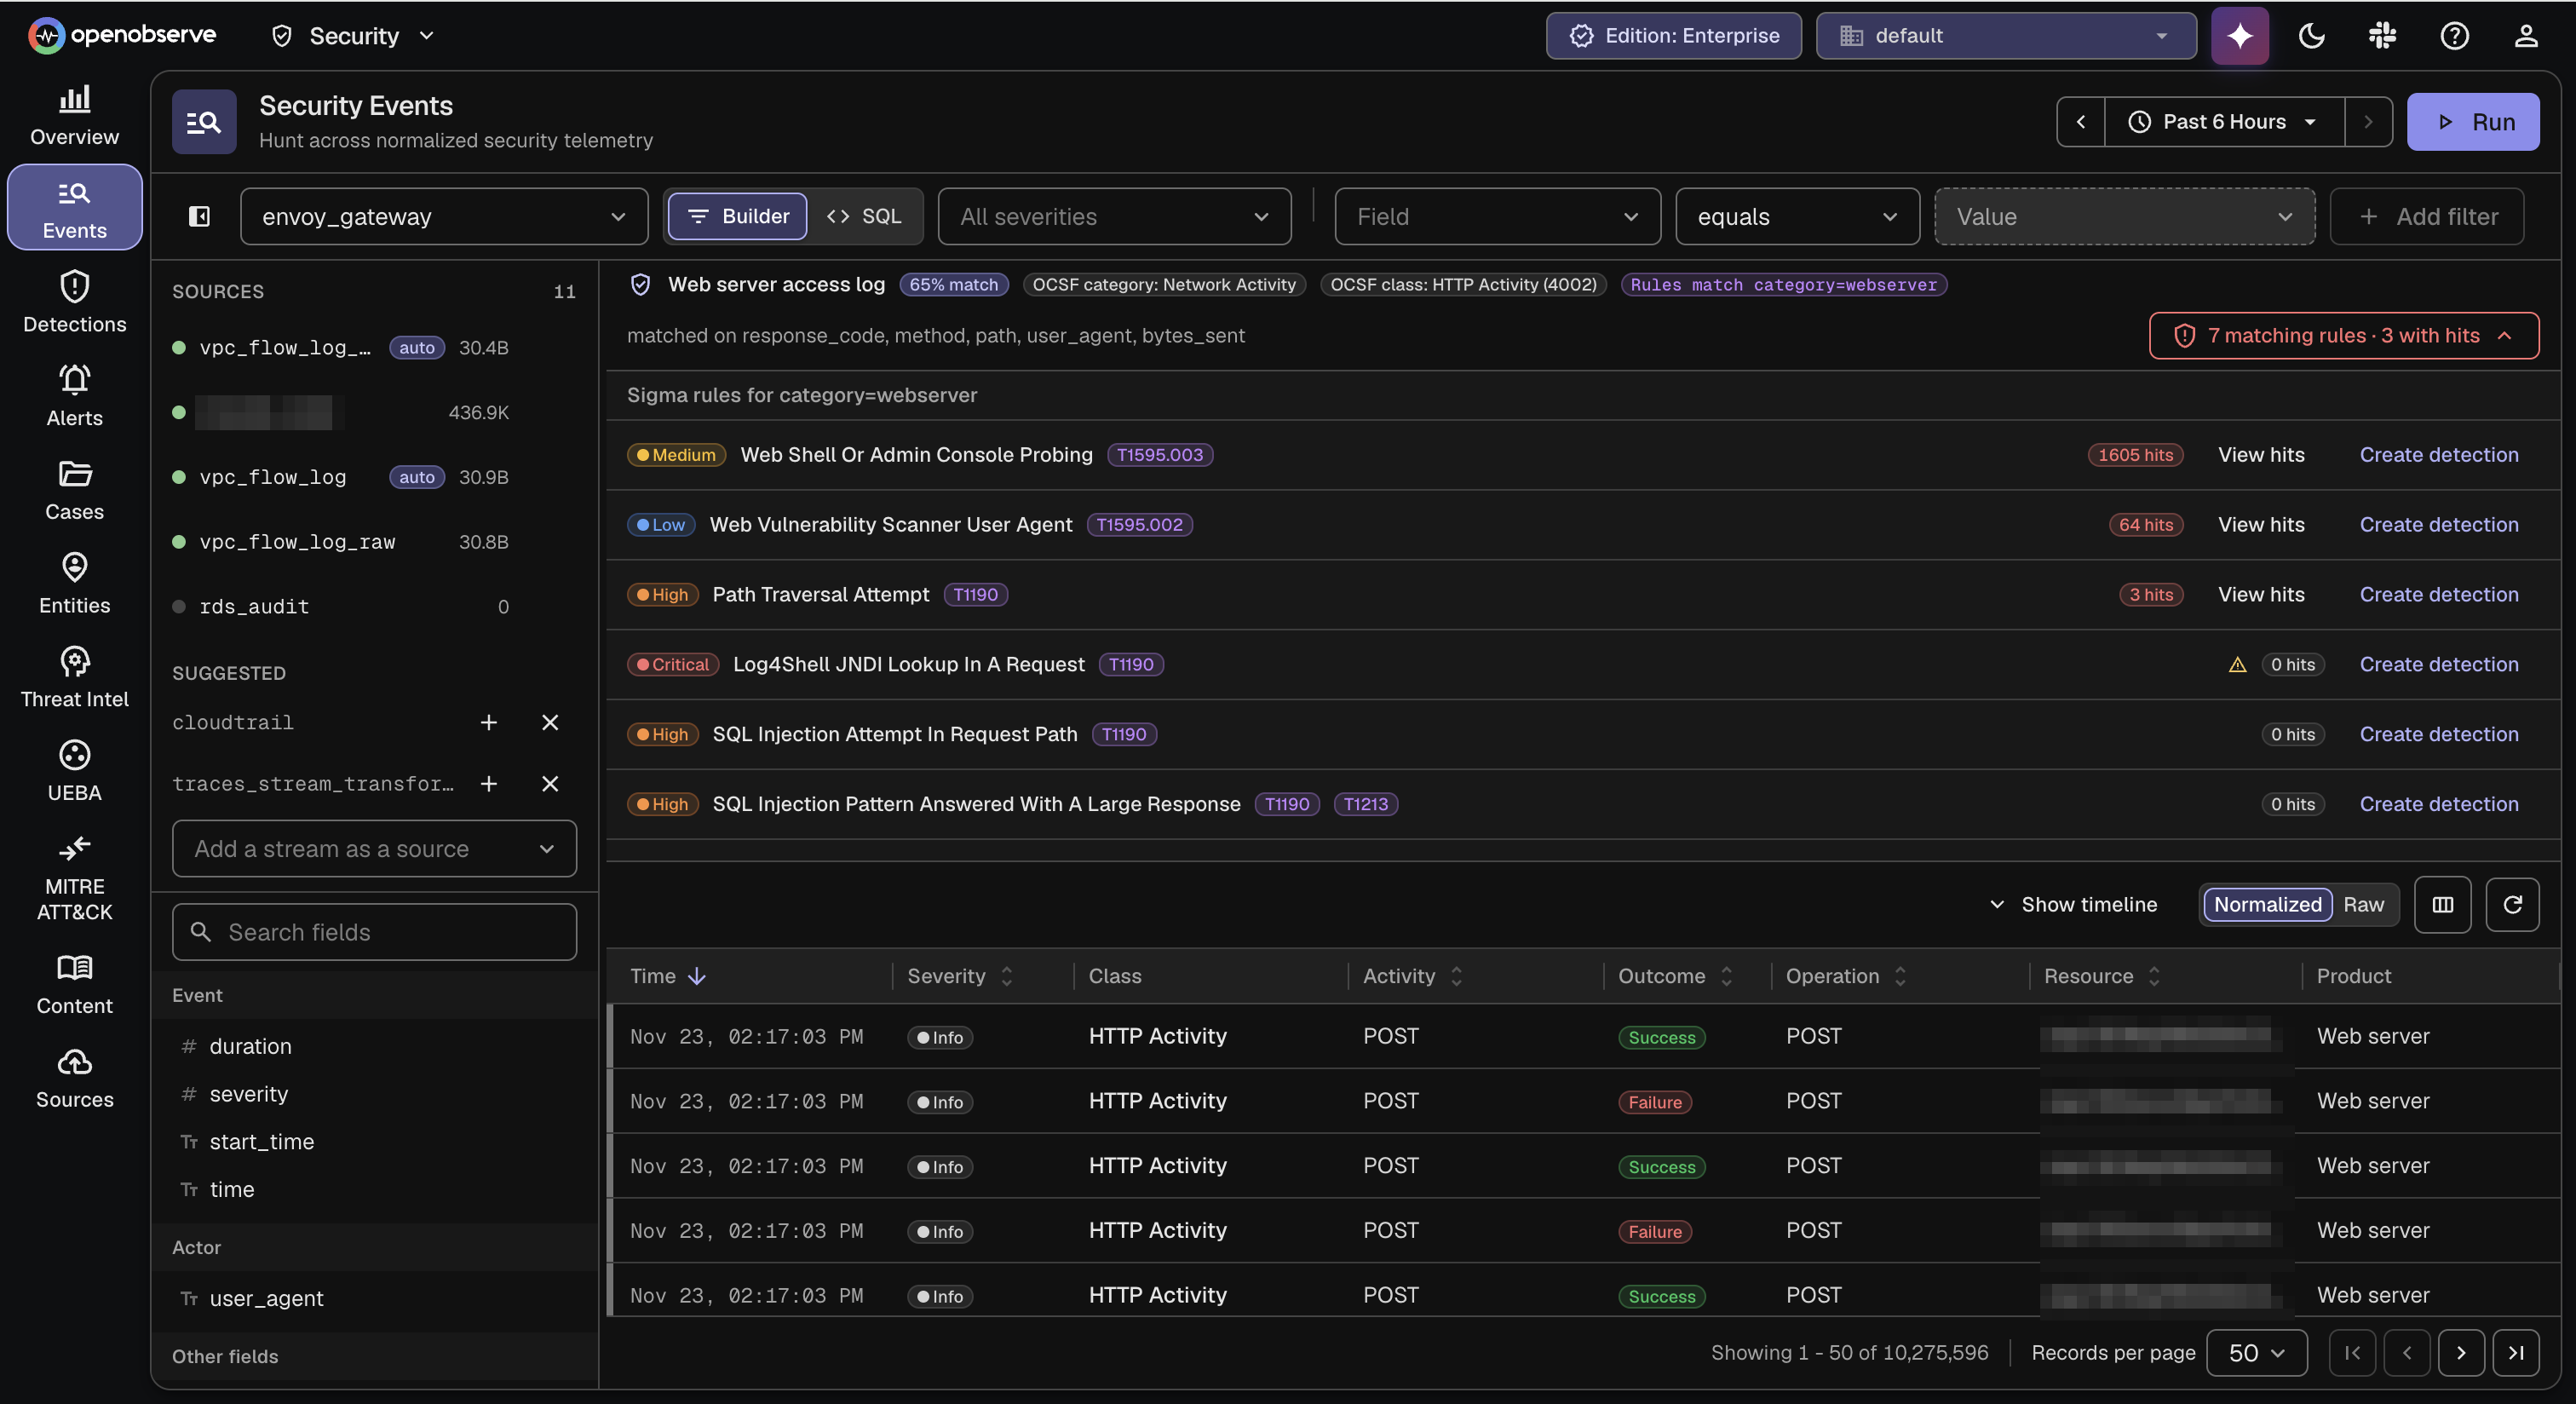 openobserve
Security
Edition: Enterprise
default
Overview
Events
Detections
Alerts
Cases
Entities
Threat Intel
UEBA
MITRE
ATT&CK
Content
Sources
Security Events
Hunt across normalized security telemetry
Past 6 Hours
Run
envoy_gateway
Builder
SQL
All severities
Field
equals
Value
Add filter
SOURCES 11
vpc_flow_log_… auto 30.4B
436.9K
vpc_flow_log auto 30.9B
vpc_flow_log_raw 30.8B
rds_audit 0
SUGGESTED
cloudtrail
traces_stream_transfor…
Add a stream as a source
Search fields
Event
# duration
# severity
Tт start_time
Tт time
Actor
Tт user_agent
Other fields
Web server access log 65% match OCSF category: Network Activity OCSF class: HTTP Activity (4002) Rules match category=webserver
matched on response_code, method, path, user_agent, bytes_sent
7 matching rules · 3 with hits
Sigma rules for category=webserver
Medium Web Shell Or Admin Console Probing T1595.003 1605 hits View hits Create detection
Low Web Vulnerability Scanner User Agent T1595.002 64 hits View hits Create detection
High Path Traversal Attempt T1190 3 hits View hits Create detection
Critical Log4Shell JNDI Lookup In A Request T1190 0 hits Create detection
High SQL Injection Attempt In Request Path T1190 0 hits Create detection
High SQL Injection Pattern Answered With A Large Response T1190 T1213 0 hits Create detection
Show timeline Normalized Raw
Time Severity Class Activity Outcome Operation Resource Product
Nov 23, 02:17:03 PM Info HTTP Activity POST Success POST Web server
Nov 23, 02:17:03 PM Info HTTP Activity POST Failure POST Web server
Nov 23, 02:17:03 PM Info HTTP Activity POST Success POST Web server
Nov 23, 02:17:03 PM Info HTTP Activity POST Failure POST Web server
Nov 23, 02:17:03 PM Info HTTP Activity POST Success POST Web server
Showing 1 - 50 of 10,275,596 Records per page 50